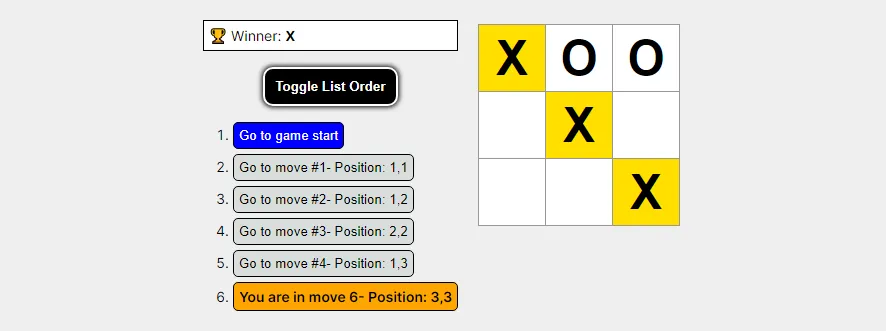 🏆 Winner: X
Toggle List Order
1. Go to game start
2. Go to move #1- Position: 1,1
3. Go to move #2- Position: 1,2
4. Go to move #3- Position: 2,2
5. Go to move #4- Position: 1,3
6. You are in move 6- Position: 3,3
X O O
X
X